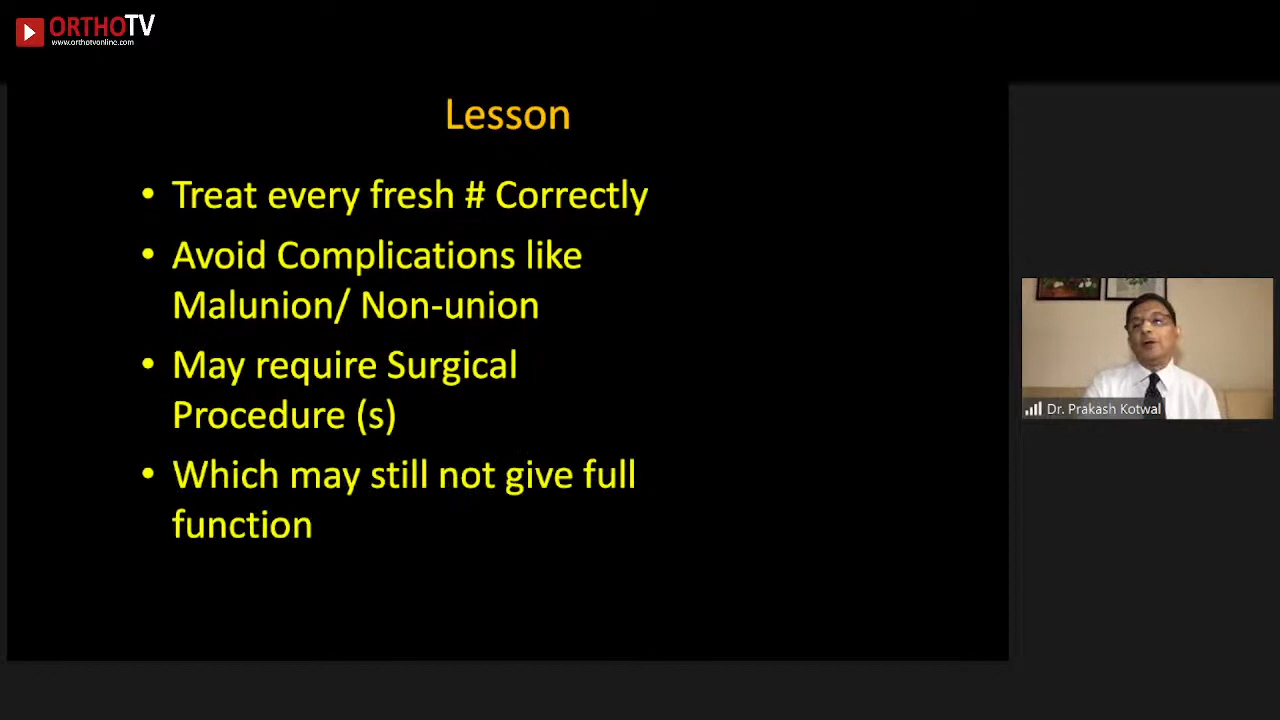 ORTHOTV
www.orthotvonline.com
Lesson
• Treat every fresh # Correctly
• Avoid Complications like
Malunion/ Non-union
• May require Surgical
Procedure (s)
• Which may still not give full
function
Dr. Prakash Kotwal